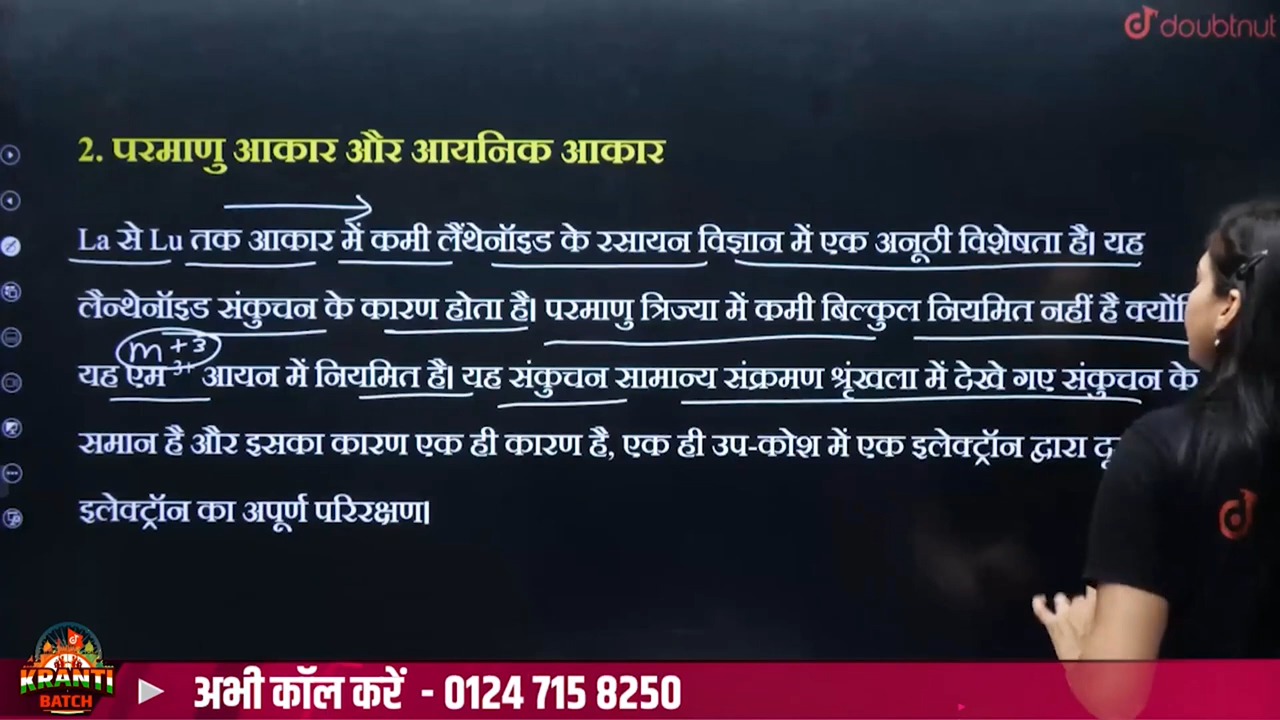 doubtnut
2. परमाणु आकार और आयनिक आकार
La से Lu तक आकार में कमी लैंथेनॉइड के रसायन विज्ञान में एक अनूठी विशेषता है। यह
लैन्थेनॉइड संकुचन के कारण होता है। परमाणु त्रिज्या में कमी बिल्कुल नियमित नहीं है
m+3
यह एम3+ आयन में नियमित है। यह संकुचन सामान्य संक्रमण श्रृंखला में देखे गए संकुचन के
समान है और इसका कारण एक ही कारण है, एक ही उप-कोश में एक इलेक्ट्रॉन द्वारा
इलेक्ट्रॉन का अपूर्ण परिरक्षण।
KRANTI
BATCH
अभी कॉल करें - 0124 715 8250